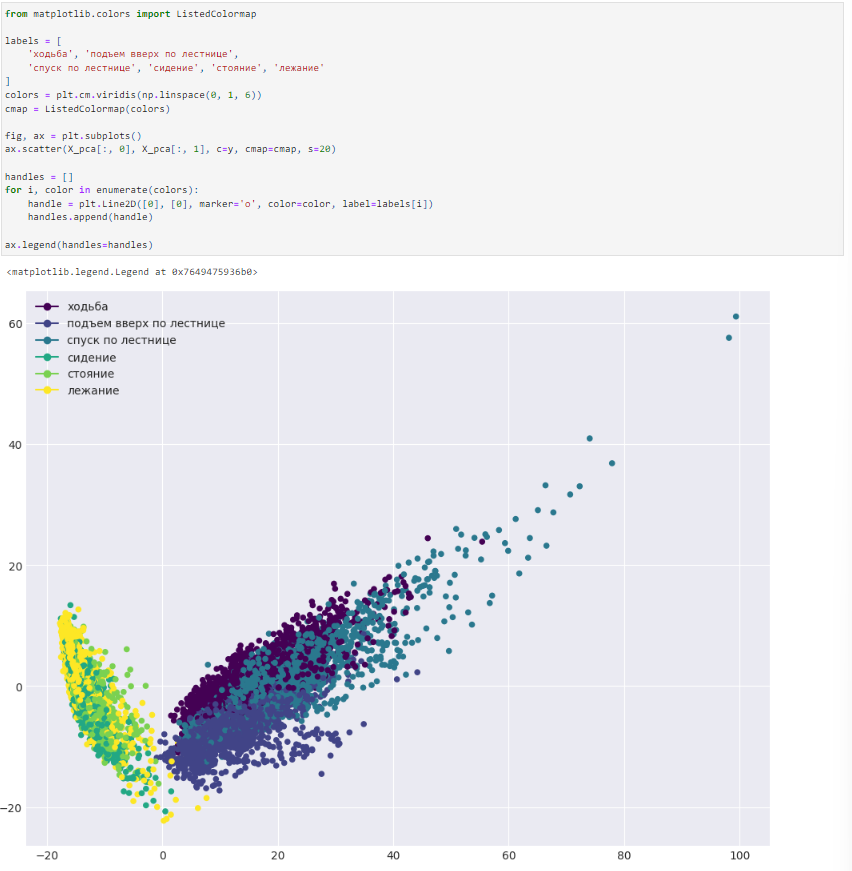 from matplotlib.colors import ListedColormap
labels = [
    'ходьба', 'подъем вверх по лестнице',
    'спуск по лестнице', 'сидение', 'стояние', 'лежание'
]
colors = plt.cm.viridis(np.linspace(0, 1, 6))
cmap = ListedColormap(colors)
fig, ax = plt.subplots()
ax.scatter(X_pca[:, 0], X_pca[:, 1], c=y, cmap=cmap, s=20)
handles = []
for i, color in enumerate(colors):
    handle = plt.Line2D([0], [0], marker='o', color=color, label=labels[i])
    handles.append(handle)
ax.legend(handles=handles)
<matplotlib.legend.Legend at 0x7649475936b0>
ходьба
подъем вверх по лестнице
спуск по лестнице
сидение
стояние
лежание
60
40
20
0
−20
−20 0 20 40 60 80 100